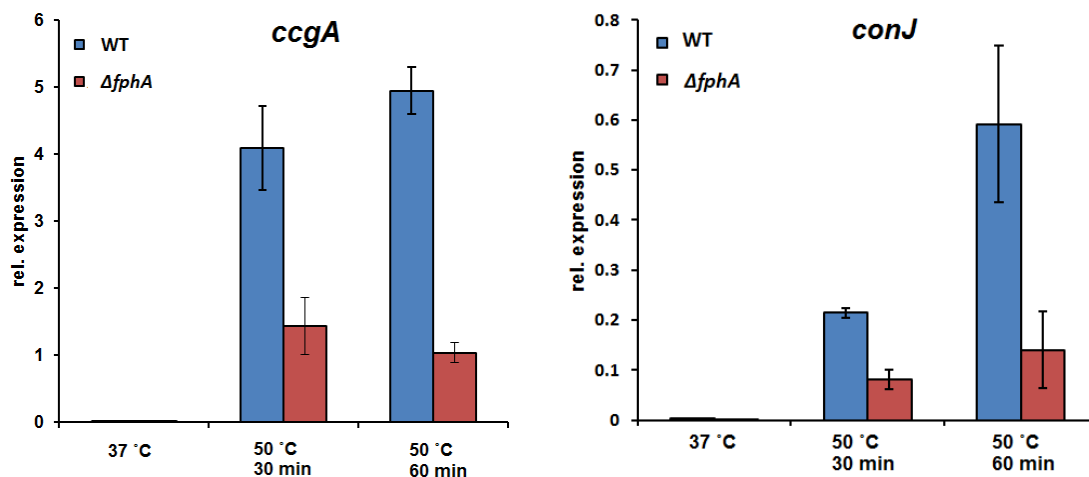 ccgA
WT
ΔfphA
rel. expression
6
5
4
3
2
1
0
37 ˚C
50 ˚C
30 min
50 ˚C
60 min
conJ
WT
ΔfphA
rel. expression
0.8
0.7
0.6
0.5
0.4
0.3
0.2
0.1
0
37 ˚C
50 ˚C
30 min
50 ˚C
60 min